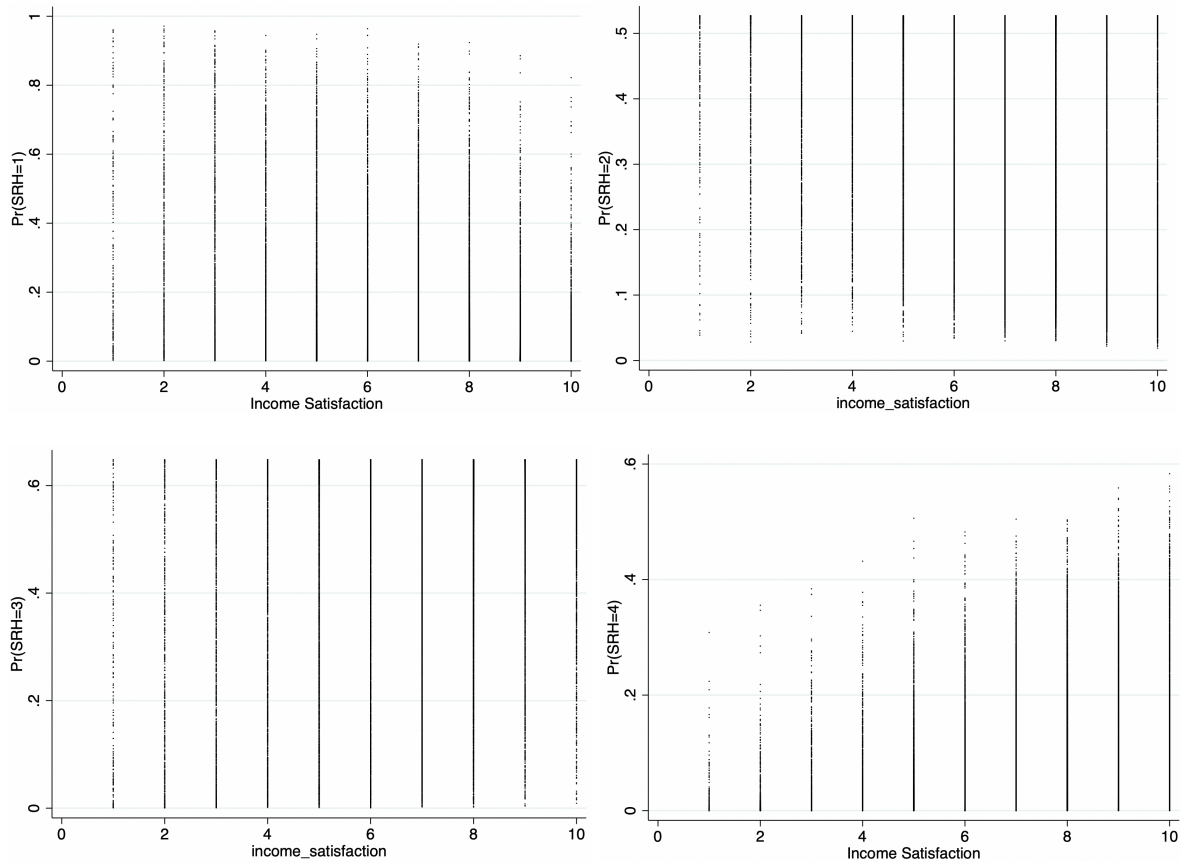 Pr(SRH=1)
1
.8
.6
.4
.2
0
0 2 4 6 8 10
Income Satisfaction
Pr(SRH=2)
.5
.4
.3
.2
.1
0
0 2 4 6 8 10
income_satisfaction
Pr(SRH=3)
.6
.4
.2
0
0 2 4 6 8 10
income_satisfaction
Pr(SRH=4)
.6
.4
.2
0
0 2 4 6 8 10
Income Satisfaction